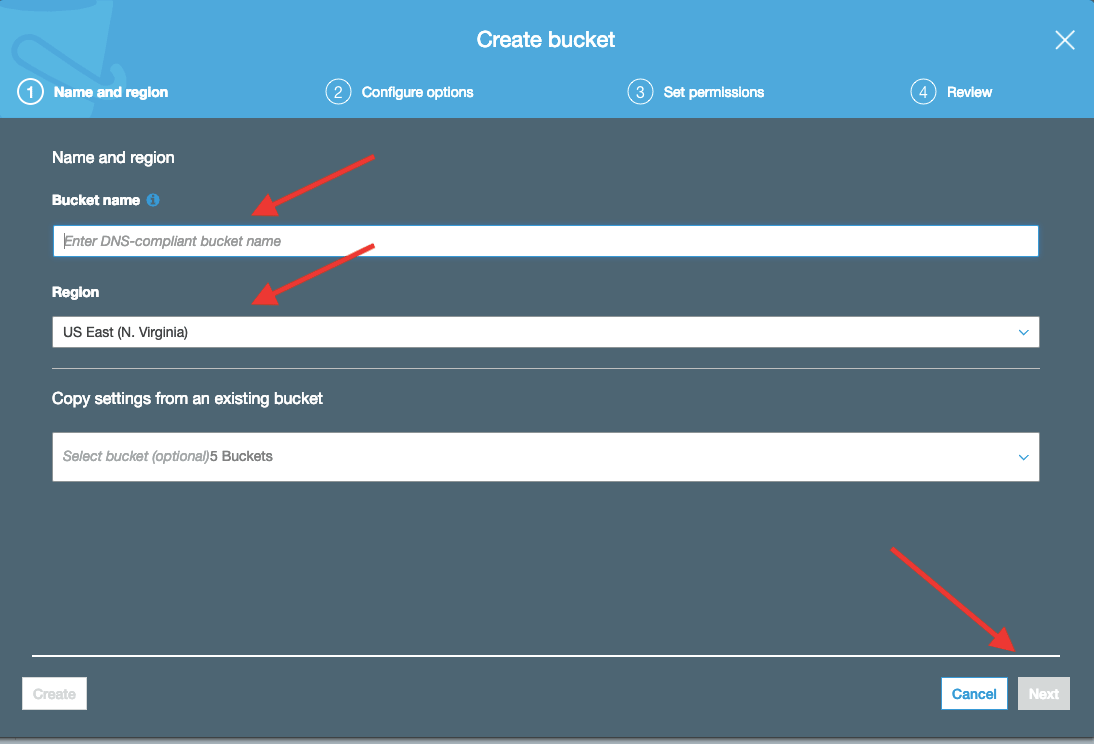 Create bucket
1 Name and region
2 Configure options
3 Set permissions
4 Review
Name and region
Bucket name i
Enter DNS-compliant bucket name
Region
US East (N. Virginia)
Copy settings from an existing bucket
Select bucket (optional)5 Buckets
Create
Cancel
Next